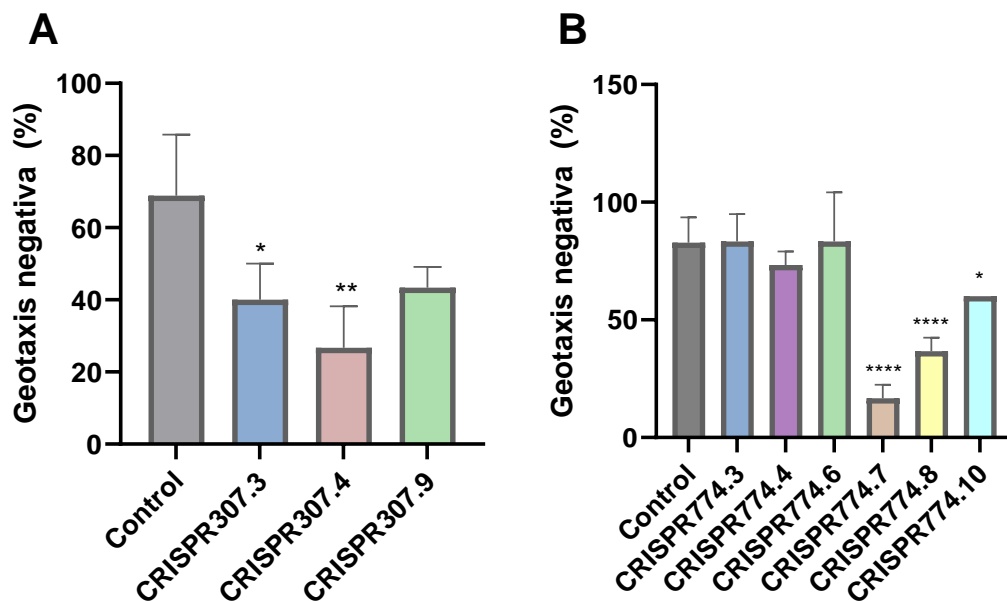 A
Geotaxis negativa (%)
100
80
60
40
20
0
*
**
Control
CRISPR307.3
CRISPR307.4
CRISPR307.9
B
Geotaxis negativa (%)
150
100
50
0
****
****
*
Control
CRISPR774.3
CRISPR774.4
CRISPR774.6
CRISPR774.7
CRISPR774.8
CRISPR774.10